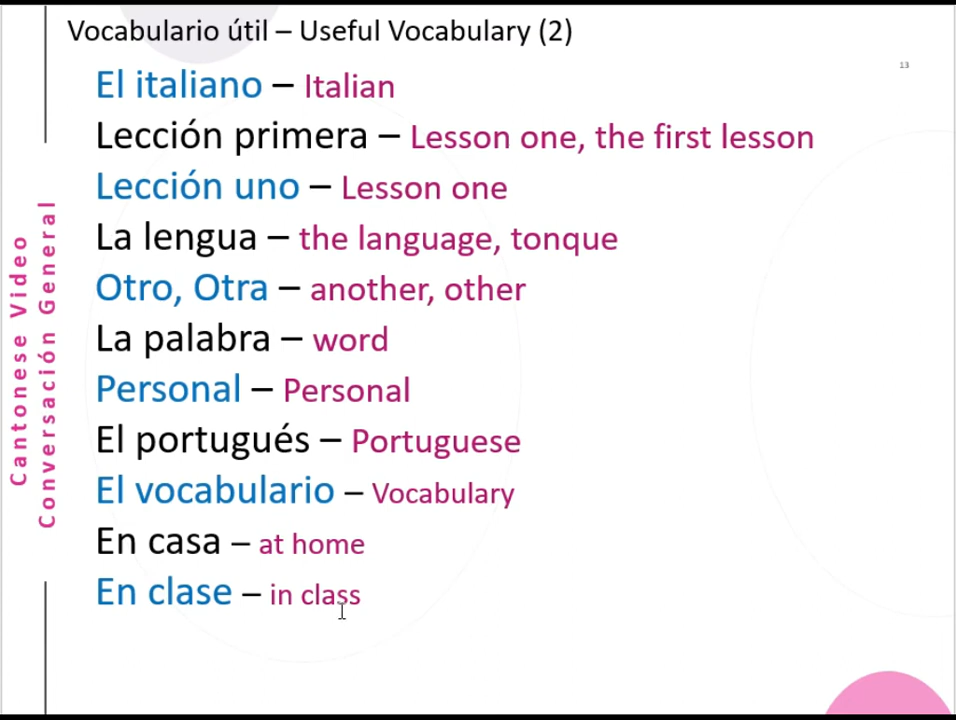 Vocabulario útil – Useful Vocabulary (2)
13
El italiano – Italian
Lección primera – Lesson one, the first lesson
Lección uno – Lesson one
La lengua – the language, tonque
Otro, Otra – another, other
La palabra – word
Personal – Personal
El portugués – Portuguese
El vocabulario – Vocabulary
En casa – at home
En clase – in class
Cantonese Video
Conversación General